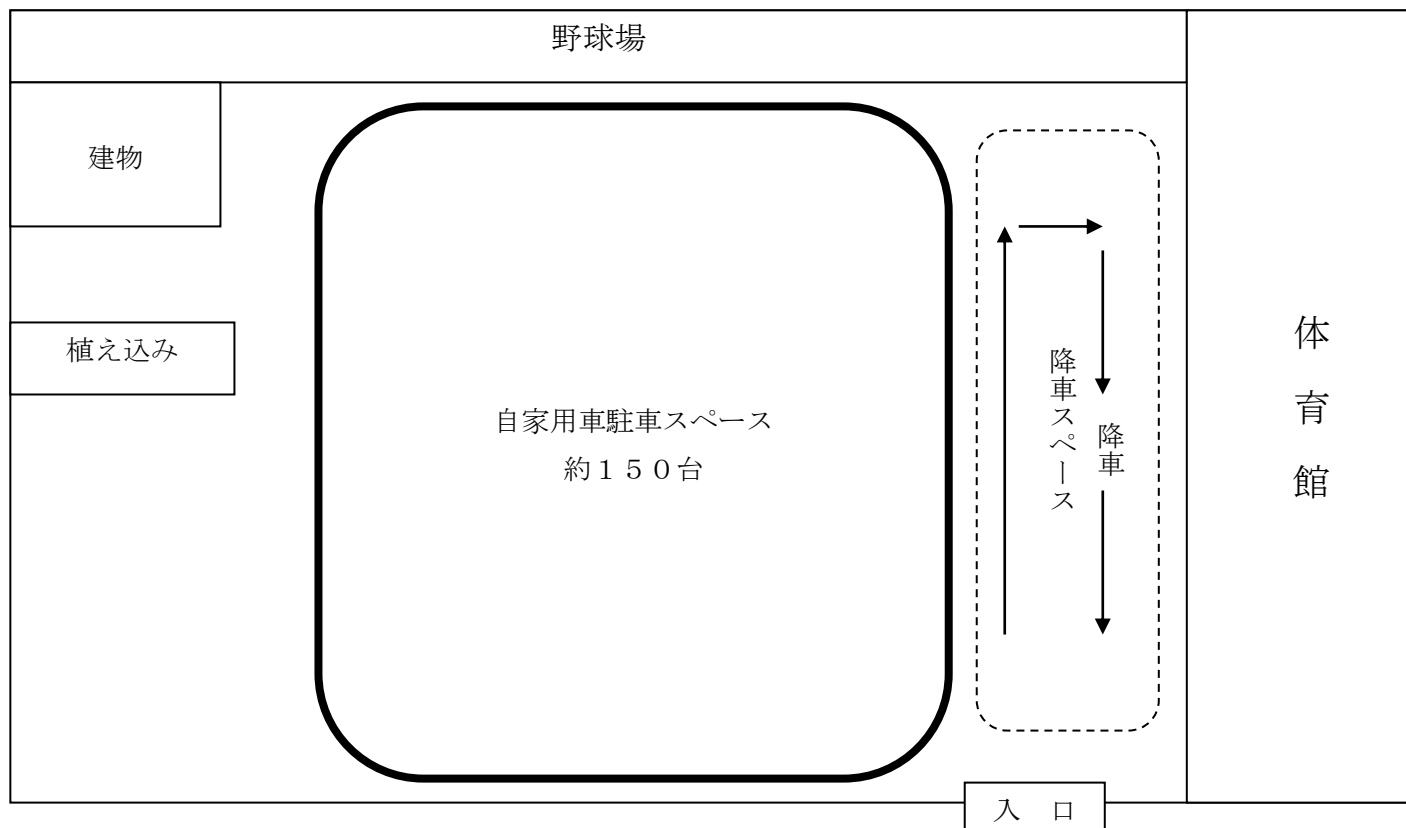 野球場
建物
植え込み
自家用車駐車スペース
約１５０台
降車スペース
降車
体育館
入　口